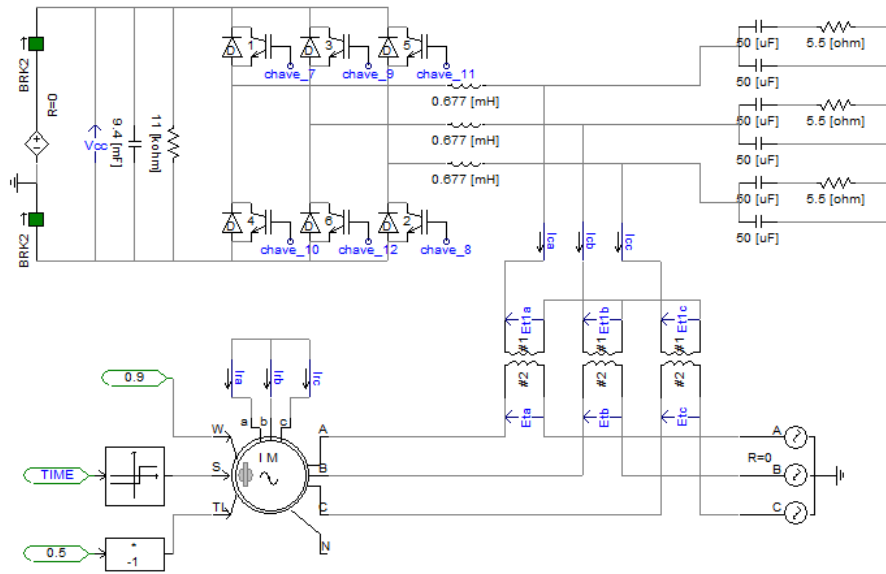 BRK2
R=0
BRK2
Vcc
9.4 [mF]
11 [kohm]
D
1
D
3
D
5
chave_7
chave_9
chave_11
0.677 [mH]
0.677 [mH]
0.677 [mH]
D
4
D
6
D
2
chave_10
chave_12
chave_8
50 [uF]
5.5 [ohm]
50 [uF]
50 [uF]
5.5 [ohm]
50 [uF]
50 [uF]
5.5 [ohm]
50 [uF]
Ica
Icb
Icc
Et1a
Et1b
Et1c
#1
#1
#1
#2
#2
#2
Eta
Etb
Etc
Ira
Irb
Irc
a
b
c
0.9
W
A
I M
TIME
S
B
TL
C
0.5
*
-1
N
A
R=0
B
C